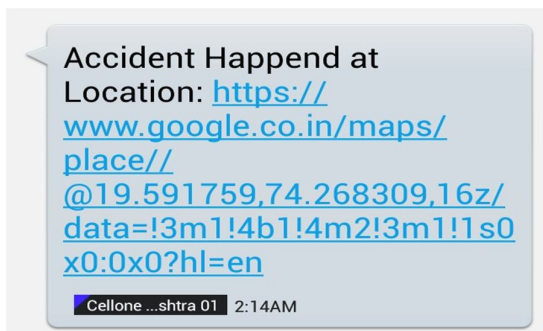 Accident Happend at
Location: https://
www.google.co.in/maps/
place//
@19.591759,74.268309,16z/
data=!3m1!4b1!4m2!3m1!1s0
x0:0x0?hl=en
Cellone ...shtra 01 2:14AM